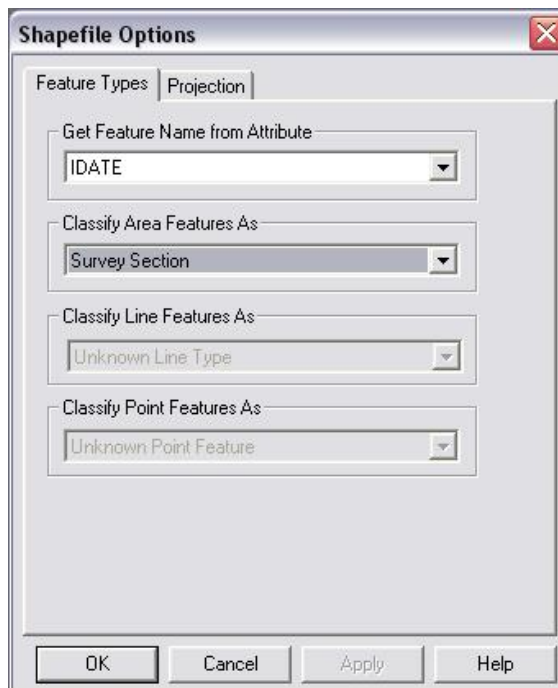 Shapefile Options
Feature Types Projection
Get Feature Name from Attribute
IDATE
Classify Area Features As
Survey Section
Classify Line Features As
Unknown Line Type
Classify Point Features As
Unknown Point Feature
OK Cancel Apply Help